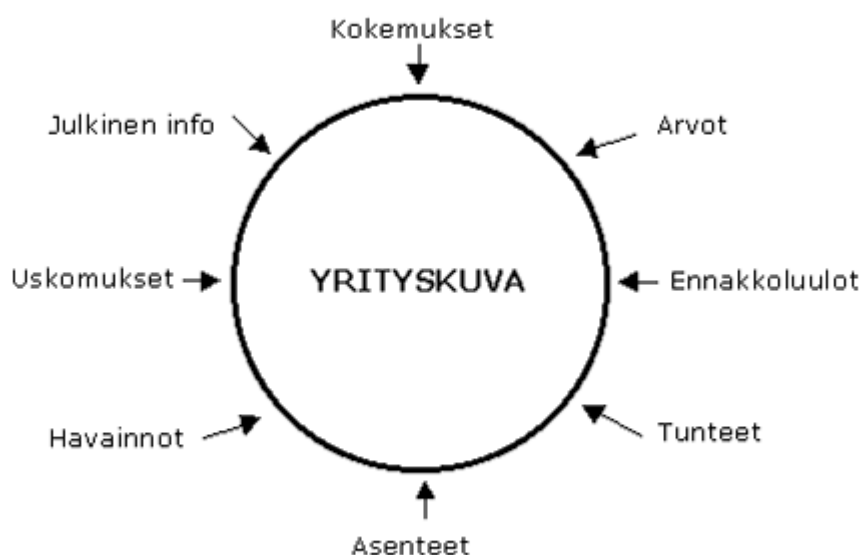 Kokemukset
Julkinen info
Arvot
Uskomukset
YRITYSKUVA
Ennakkoluulot
Havainnot
Tunteet
Asenteet